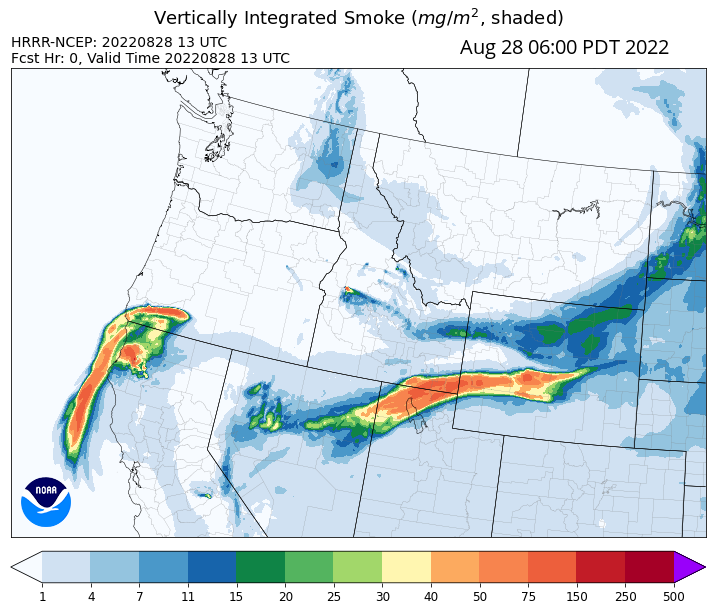 Vertically Integrated Smoke (mg/m², shaded)
HRRR-NCEP: 20220828 13 UTC
Fcst Hr: 0, Valid Time 20220828 13 UTC
Aug 28 06:00 PDT 2022
NOAA
1 4 7 11 15 20 25 30 40 50 75 150 250 500